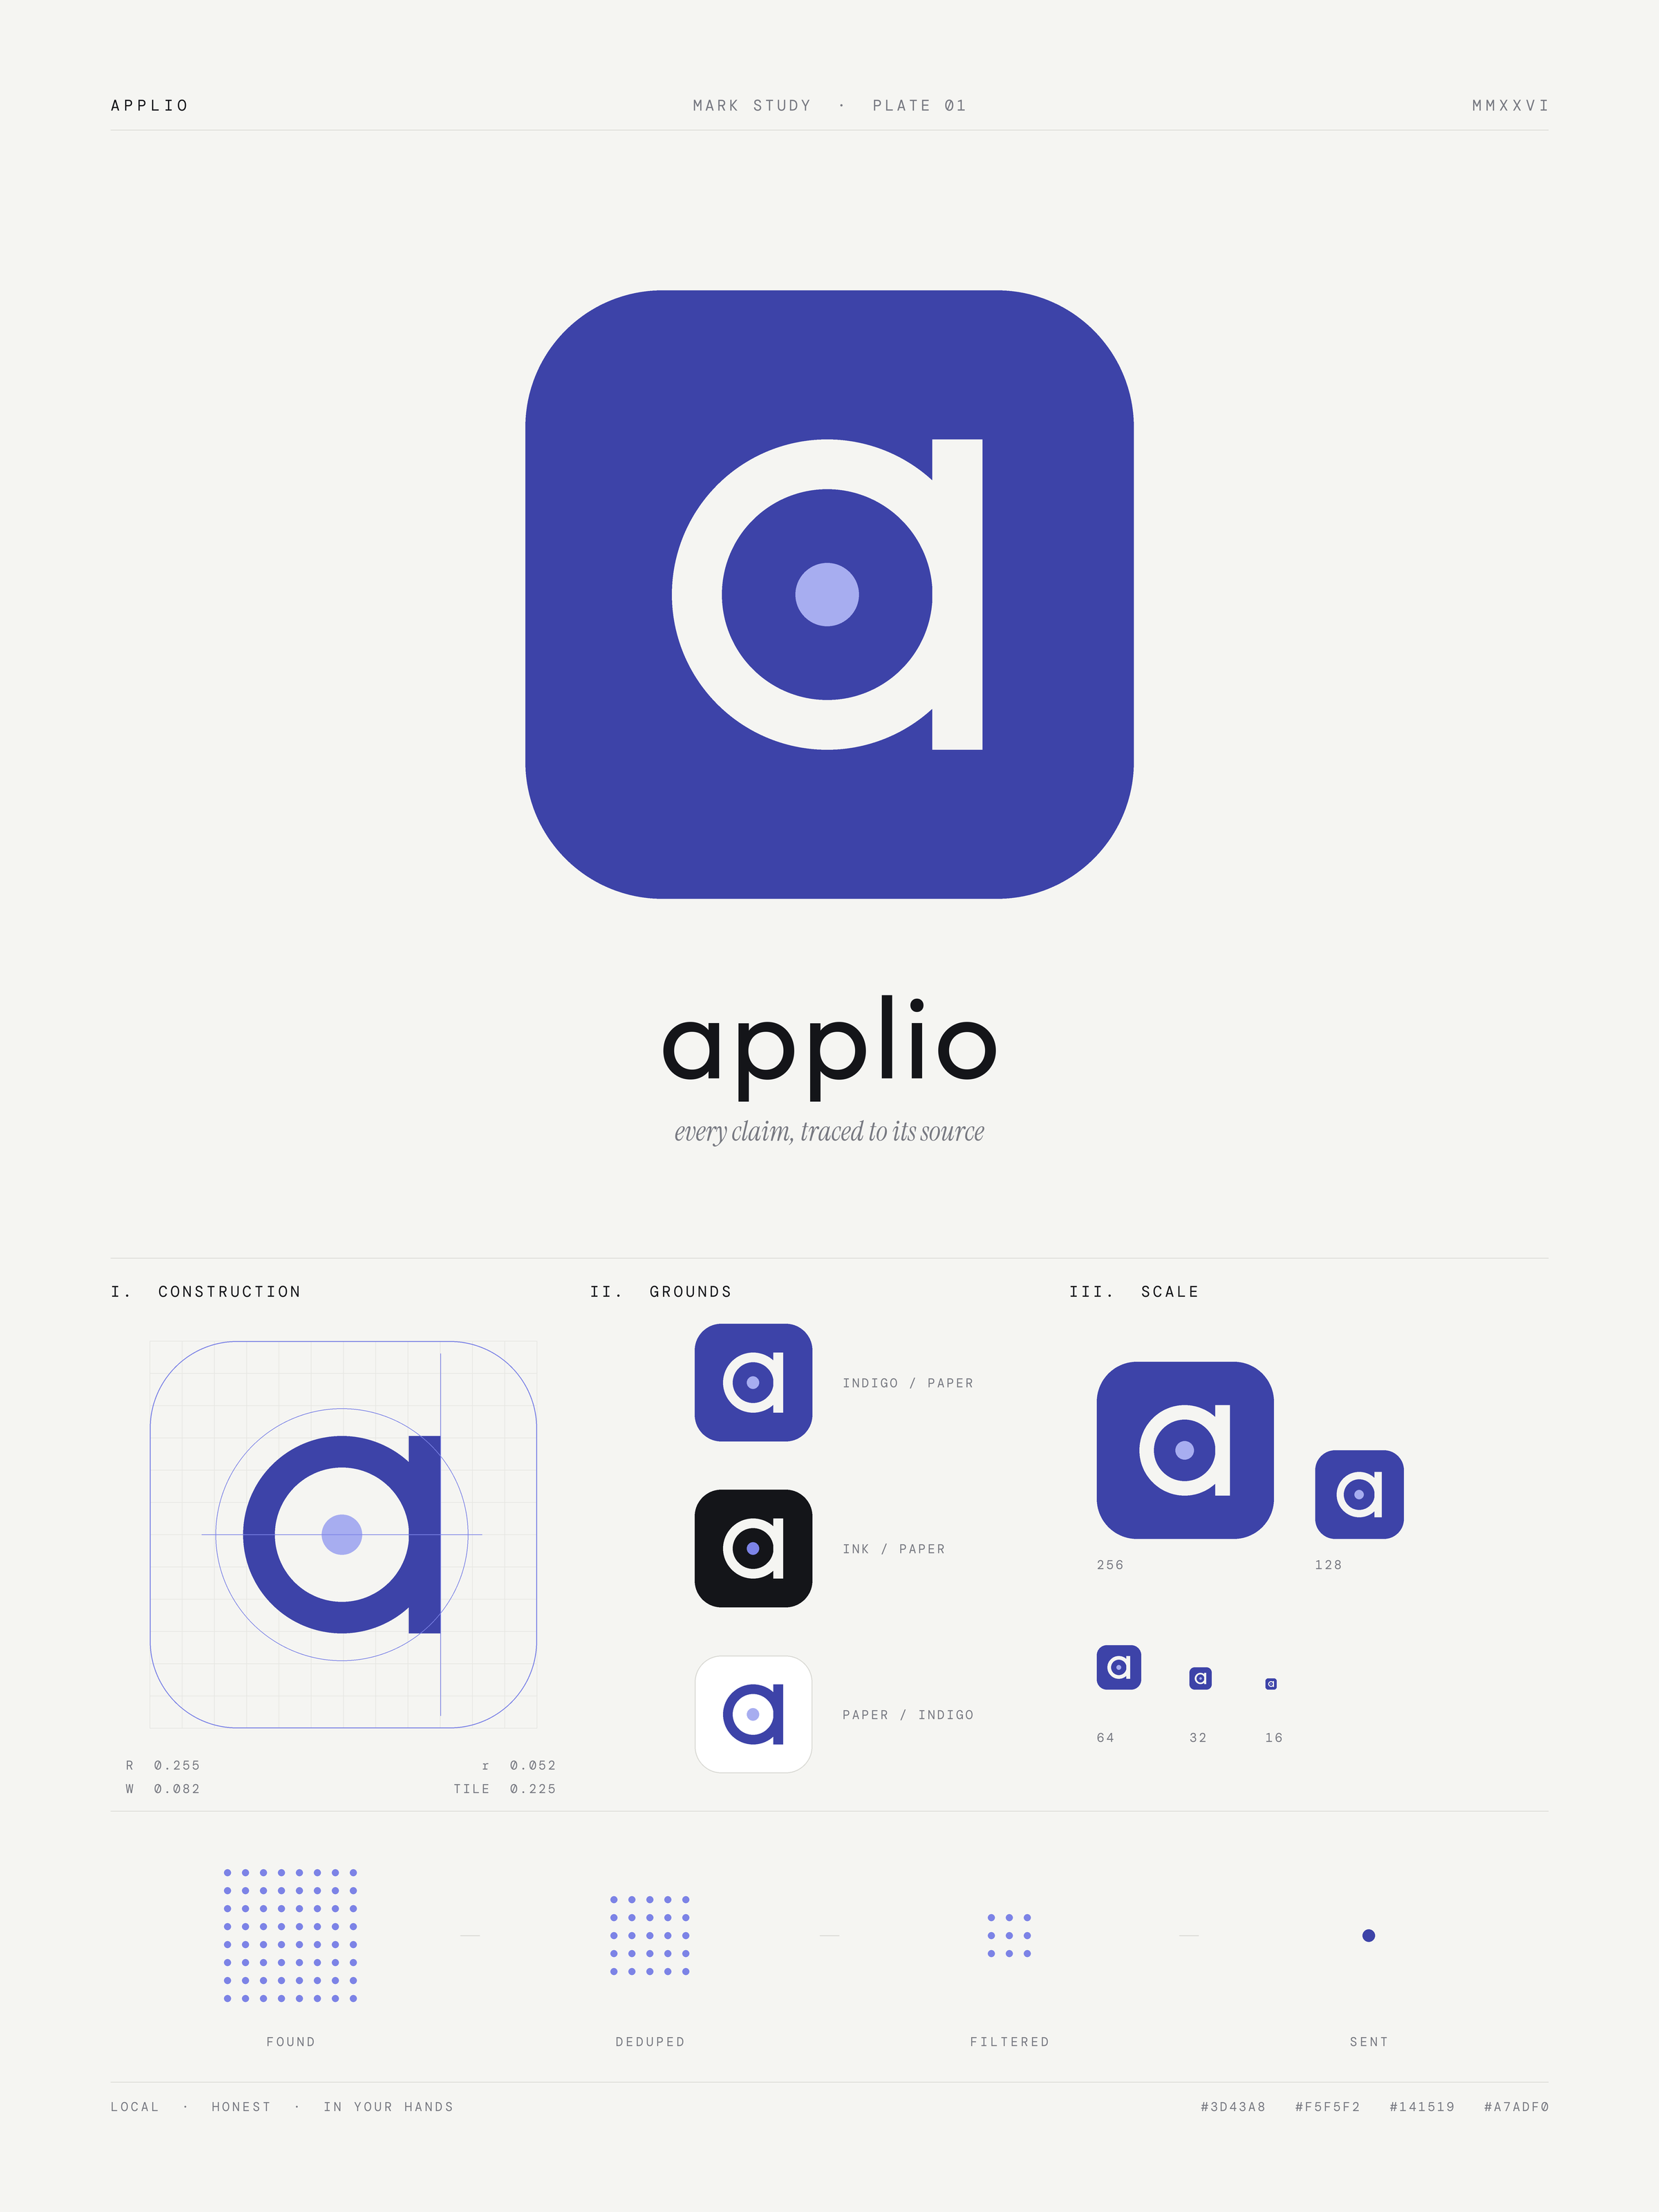 APPLIO
MARK STUDY · PLATE 01
MMXXVI
a
applio
every claim, traced to its source
I. CONSTRUCTION
R 0.255
W 0.082
r 0.052
TILE 0.225
II. GROUNDS
INDIGO / PAPER
INK / PAPER
PAPER / INDIGO
III. SCALE
256
128
64
32
16
FOUND
DEDUPED
FILTERED
SENT
LOCAL · HONEST · IN YOUR HANDS
#3D43A8 #F5F5F2 #141519 #A7ADF0